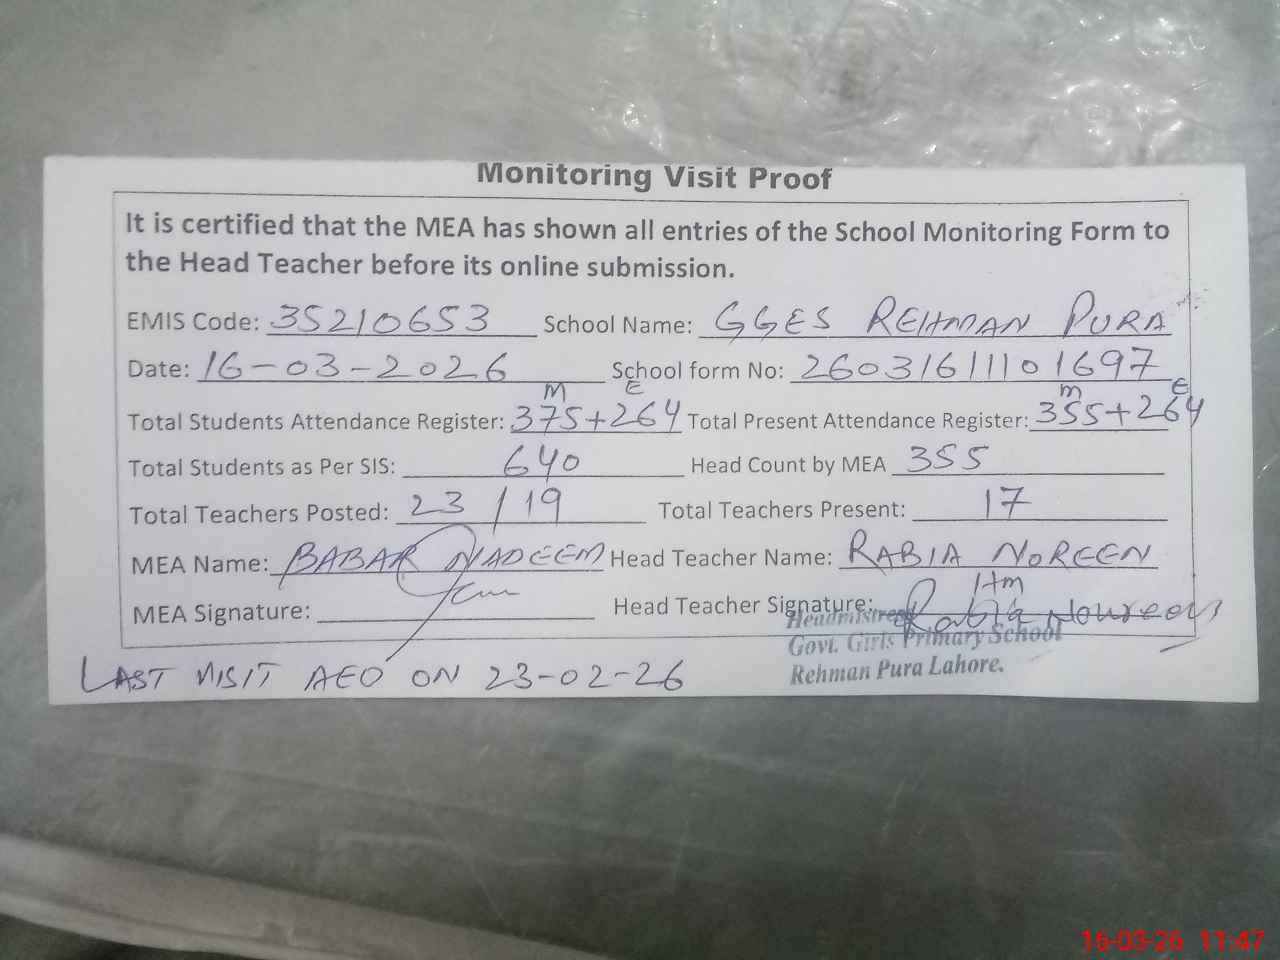 Monitoring Visit Proof
It is certified that the MEA has shown all entries of the School Monitoring Form to
the Head Teacher before its online submission.
EMIS Code: 35210653 School Name: GGES REHMAN PURA
Date: 16-03-2026 School form No: 26031611101697
M E m E
Total Students Attendance Register: 375+264 Total Present Attendance Register: 355+264
Total Students as Per SIS: 640 Head Count by MEA 355
Total Teachers Posted: 23 / 19 Total Teachers Present: 17
MEA Name: BABAR NADEEM Head Teacher Name: RABIA NOREEN
Htm
MEA Signature: Head Teacher Signature: Rabia Noureen
Headmistress
Govt. Girls Primary School
Rehman Pura Lahore.
LAST VISIT AEO ON 23-02-26
16-03-26 11:47